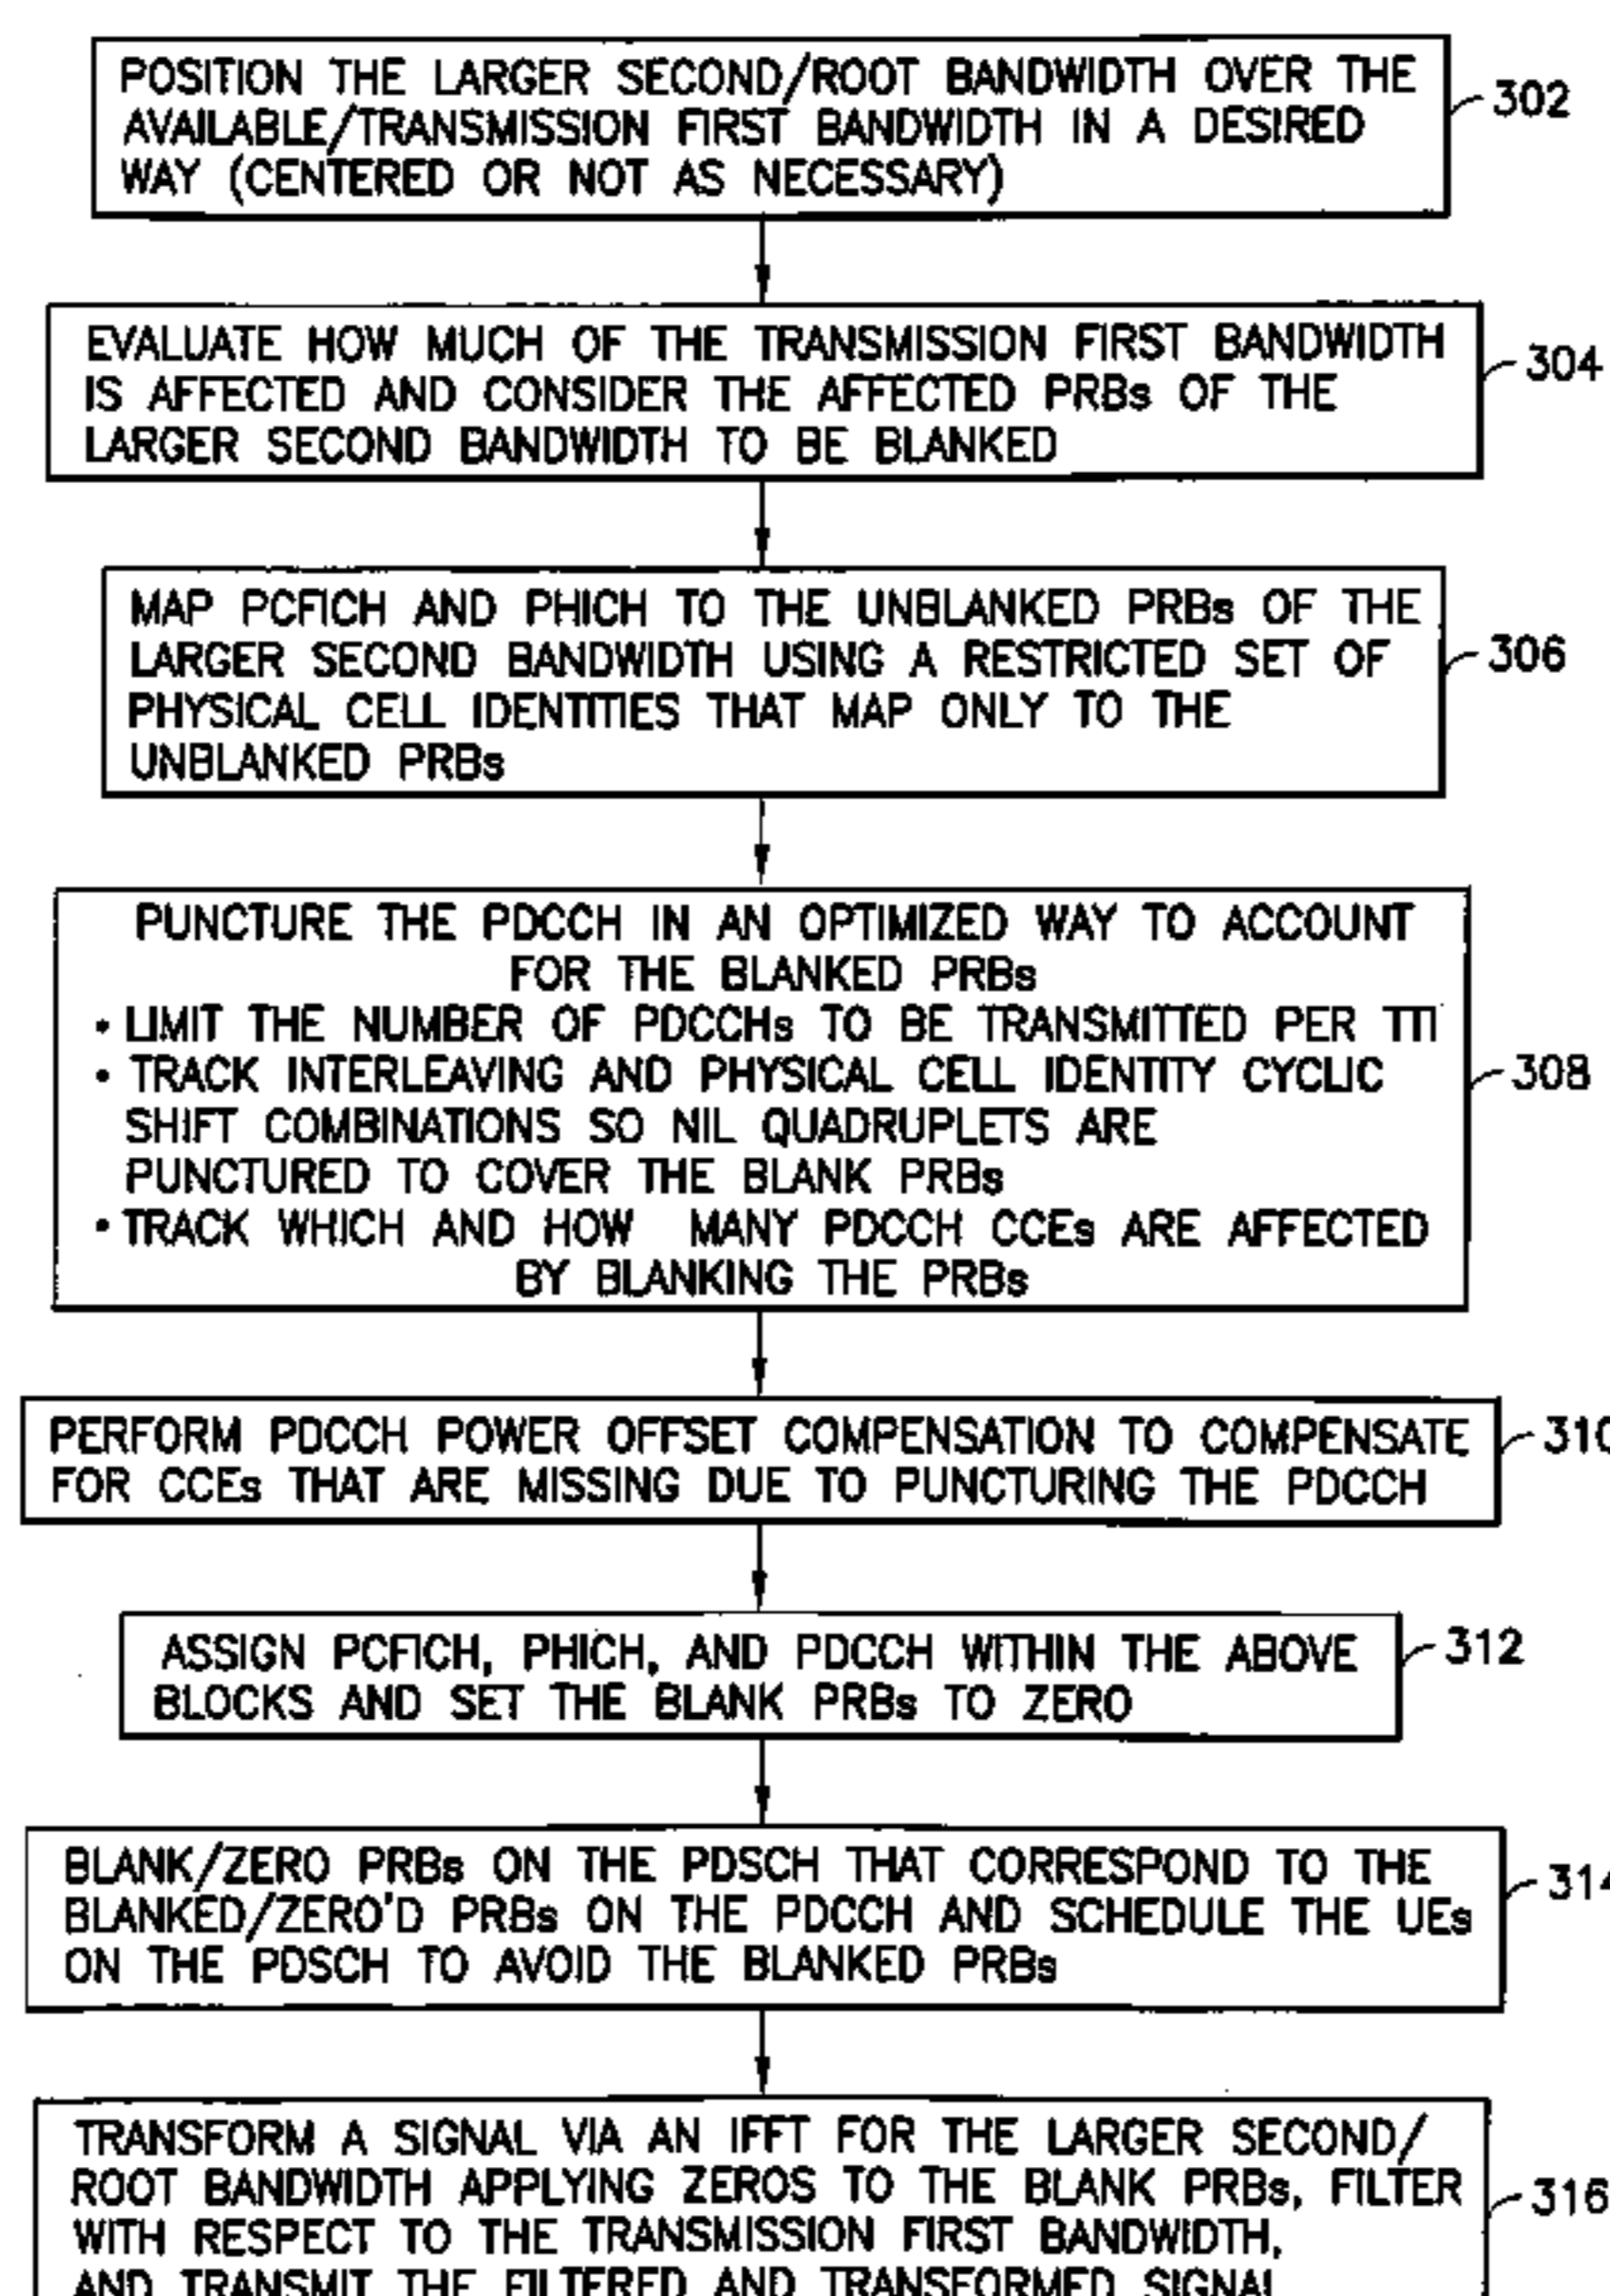 POSITION THE LARGER SECOND/ROOT BANDWIDTH OVER THE
AVAILABLE/TRANSMISSION FIRST BANDWIDTH IN A DESIRED
WAY (CENTERED OR NOT AS NECESSARY)
302
EVALUATE HOW MUCH OF THE TRANSMISSION FIRST BANDWIDTH
IS AFFECTED AND CONSIDER THE AFFECTED PRBs OF THE
LARGER SECOND BANDWIDTH TO BE BLANKED
304
MAP PCFICH AND PHICH TO THE UNBLANKED PRBs OF THE
LARGER SECOND BANDWIDTH USING A RESTRICTED SET OF
PHYSICAL CELL IDENTITIES THAT MAP ONLY TO THE
UNBLANKED PRBs
306
PUNCTURE THE PDCCH IN AN OPTIMIZED WAY TO ACCOUNT
FOR THE BLANKED PRBs
• LIMIT THE NUMBER OF PDCCHs TO BE TRANSMITTED PER TTI
• TRACK INTERLEAVING AND PHYSICAL CELL IDENTITY CYCLIC
SHIFT COMBINATIONS SO NIL QUADRUPLETS ARE
PUNCTURED TO COVER THE BLANK PRBs
• TRACK WHICH AND HOW MANY PDCCH CCEs ARE AFFECTED
BY BLANKING THE PRBs
308
PERFORM PDCCH POWER OFFSET COMPENSATION TO COMPENSATE
FOR CCEs THAT ARE MISSING DUE TO PUNCTURING THE PDCCH
310
ASSIGN PCFICH, PHICH, AND PDCCH WITHIN THE ABOVE
BLOCKS AND SET THE BLANK PRBs TO ZERO
312
BLANK/ZERO PRBs ON THE PDSCH THAT CORRESPOND TO THE
BLANKED/ZERO'D PRBs ON THE PDCCH AND SCHEDULE THE UEs
ON THE PDSCH TO AVOID THE BLANKED PRBs
314
TRANSFORM A SIGNAL VIA AN IFFT FOR THE LARGER SECOND/
ROOT BANDWIDTH APPLYING ZEROS TO THE BLANK PRBs, FILTER
WITH RESPECT TO THE TRANSMISSION FIRST BANDWIDTH,
AND TRANSMIT THE FILTERED AND TRANSFORMED SIGNAL
316